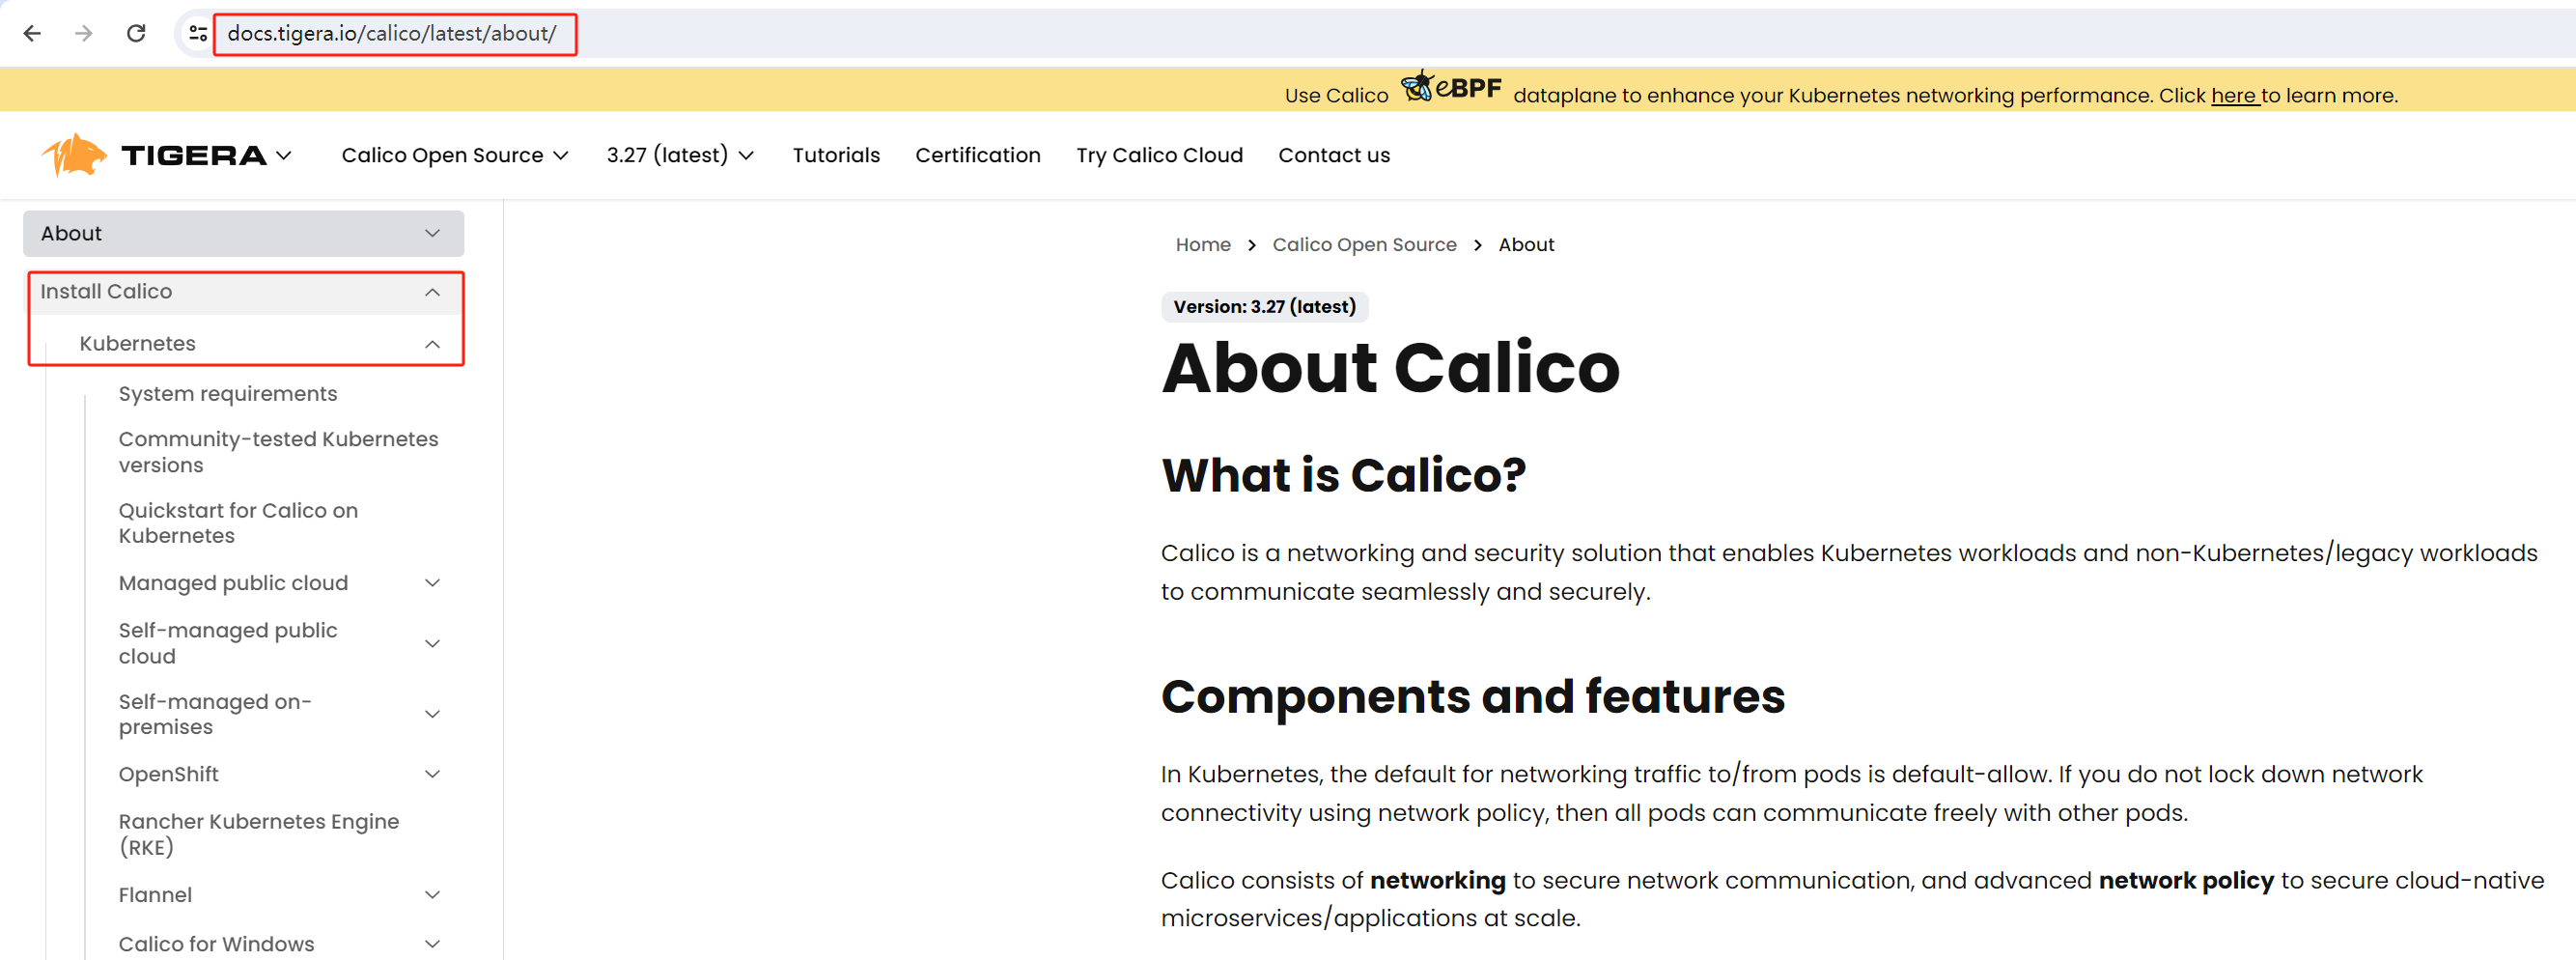 docs.tigera.io/calico/latest/about/
Use Calico eBPF dataplane to enhance your Kubernetes networking performance. Click here to learn more.
TIGERA Calico Open Source 3.27 (latest) Tutorials Certification Try Calico Cloud Contact us
About
Install Calico
Kubernetes
System requirements
Community-tested Kubernetes
versions
Quickstart for Calico on
Kubernetes
Managed public cloud
Self-managed public
cloud
Self-managed on-
premises
OpenShift
Rancher Kubernetes Engine
(RKE)
Flannel
Calico for Windows
Home > Calico Open Source > About
Version: 3.27 (latest)
About Calico
What is Calico?
Calico is a networking and security solution that enables Kubernetes workloads and non-Kubernetes/legacy workloads
to communicate seamlessly and securely.
Components and features
In Kubernetes, the default for networking traffic to/from pods is default-allow. If you do not lock down network
connectivity using network policy, then all pods can communicate freely with other pods.
Calico consists of networking to secure network communication, and advanced network policy to secure cloud-native
microservices/applications at scale.